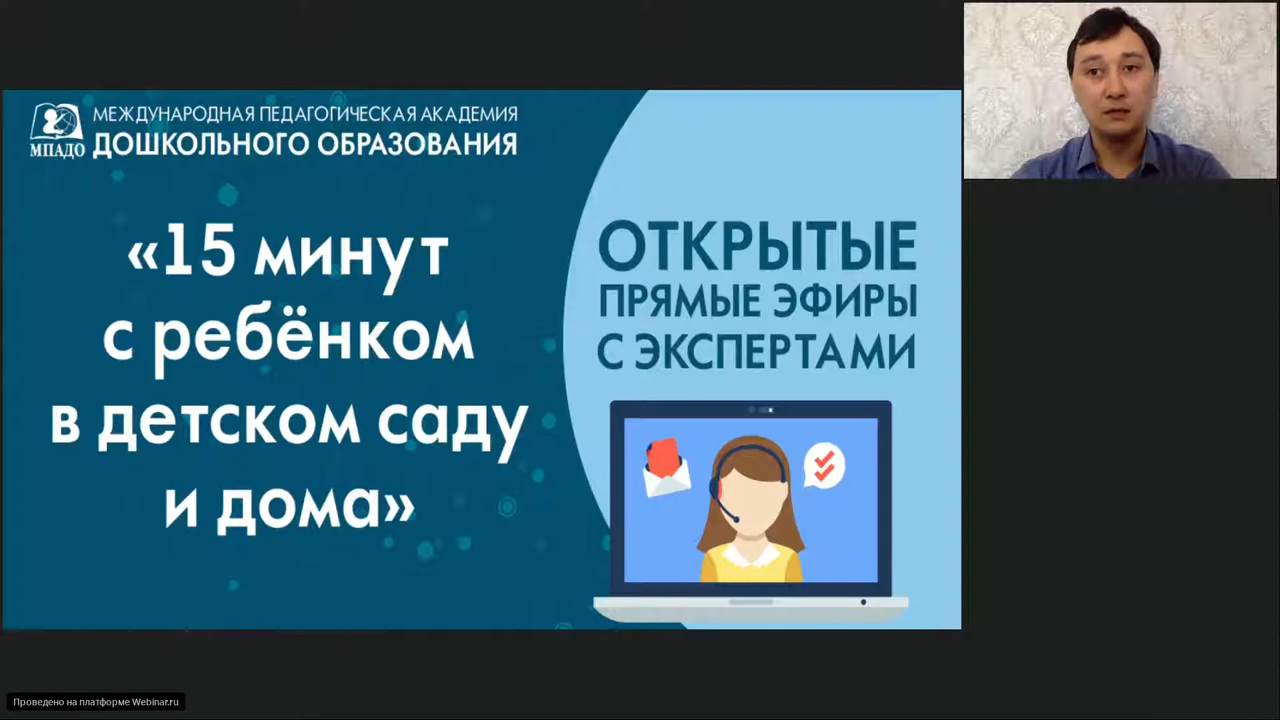 МЕЖДУНАРОДНАЯ ПЕДАГОГИЧЕСКАЯ АКАДЕМИЯ
МПАДО ДОШКОЛЬНОГО ОБРАЗОВАНИЯ
«15 минут
с ребёнком
в детском саду
и дома»
ОТКРЫТЫЕ
ПРЯМЫЕ ЭФИРЫ
С ЭКСПЕРТАМИ
Проведено на платформе Webinar.ru